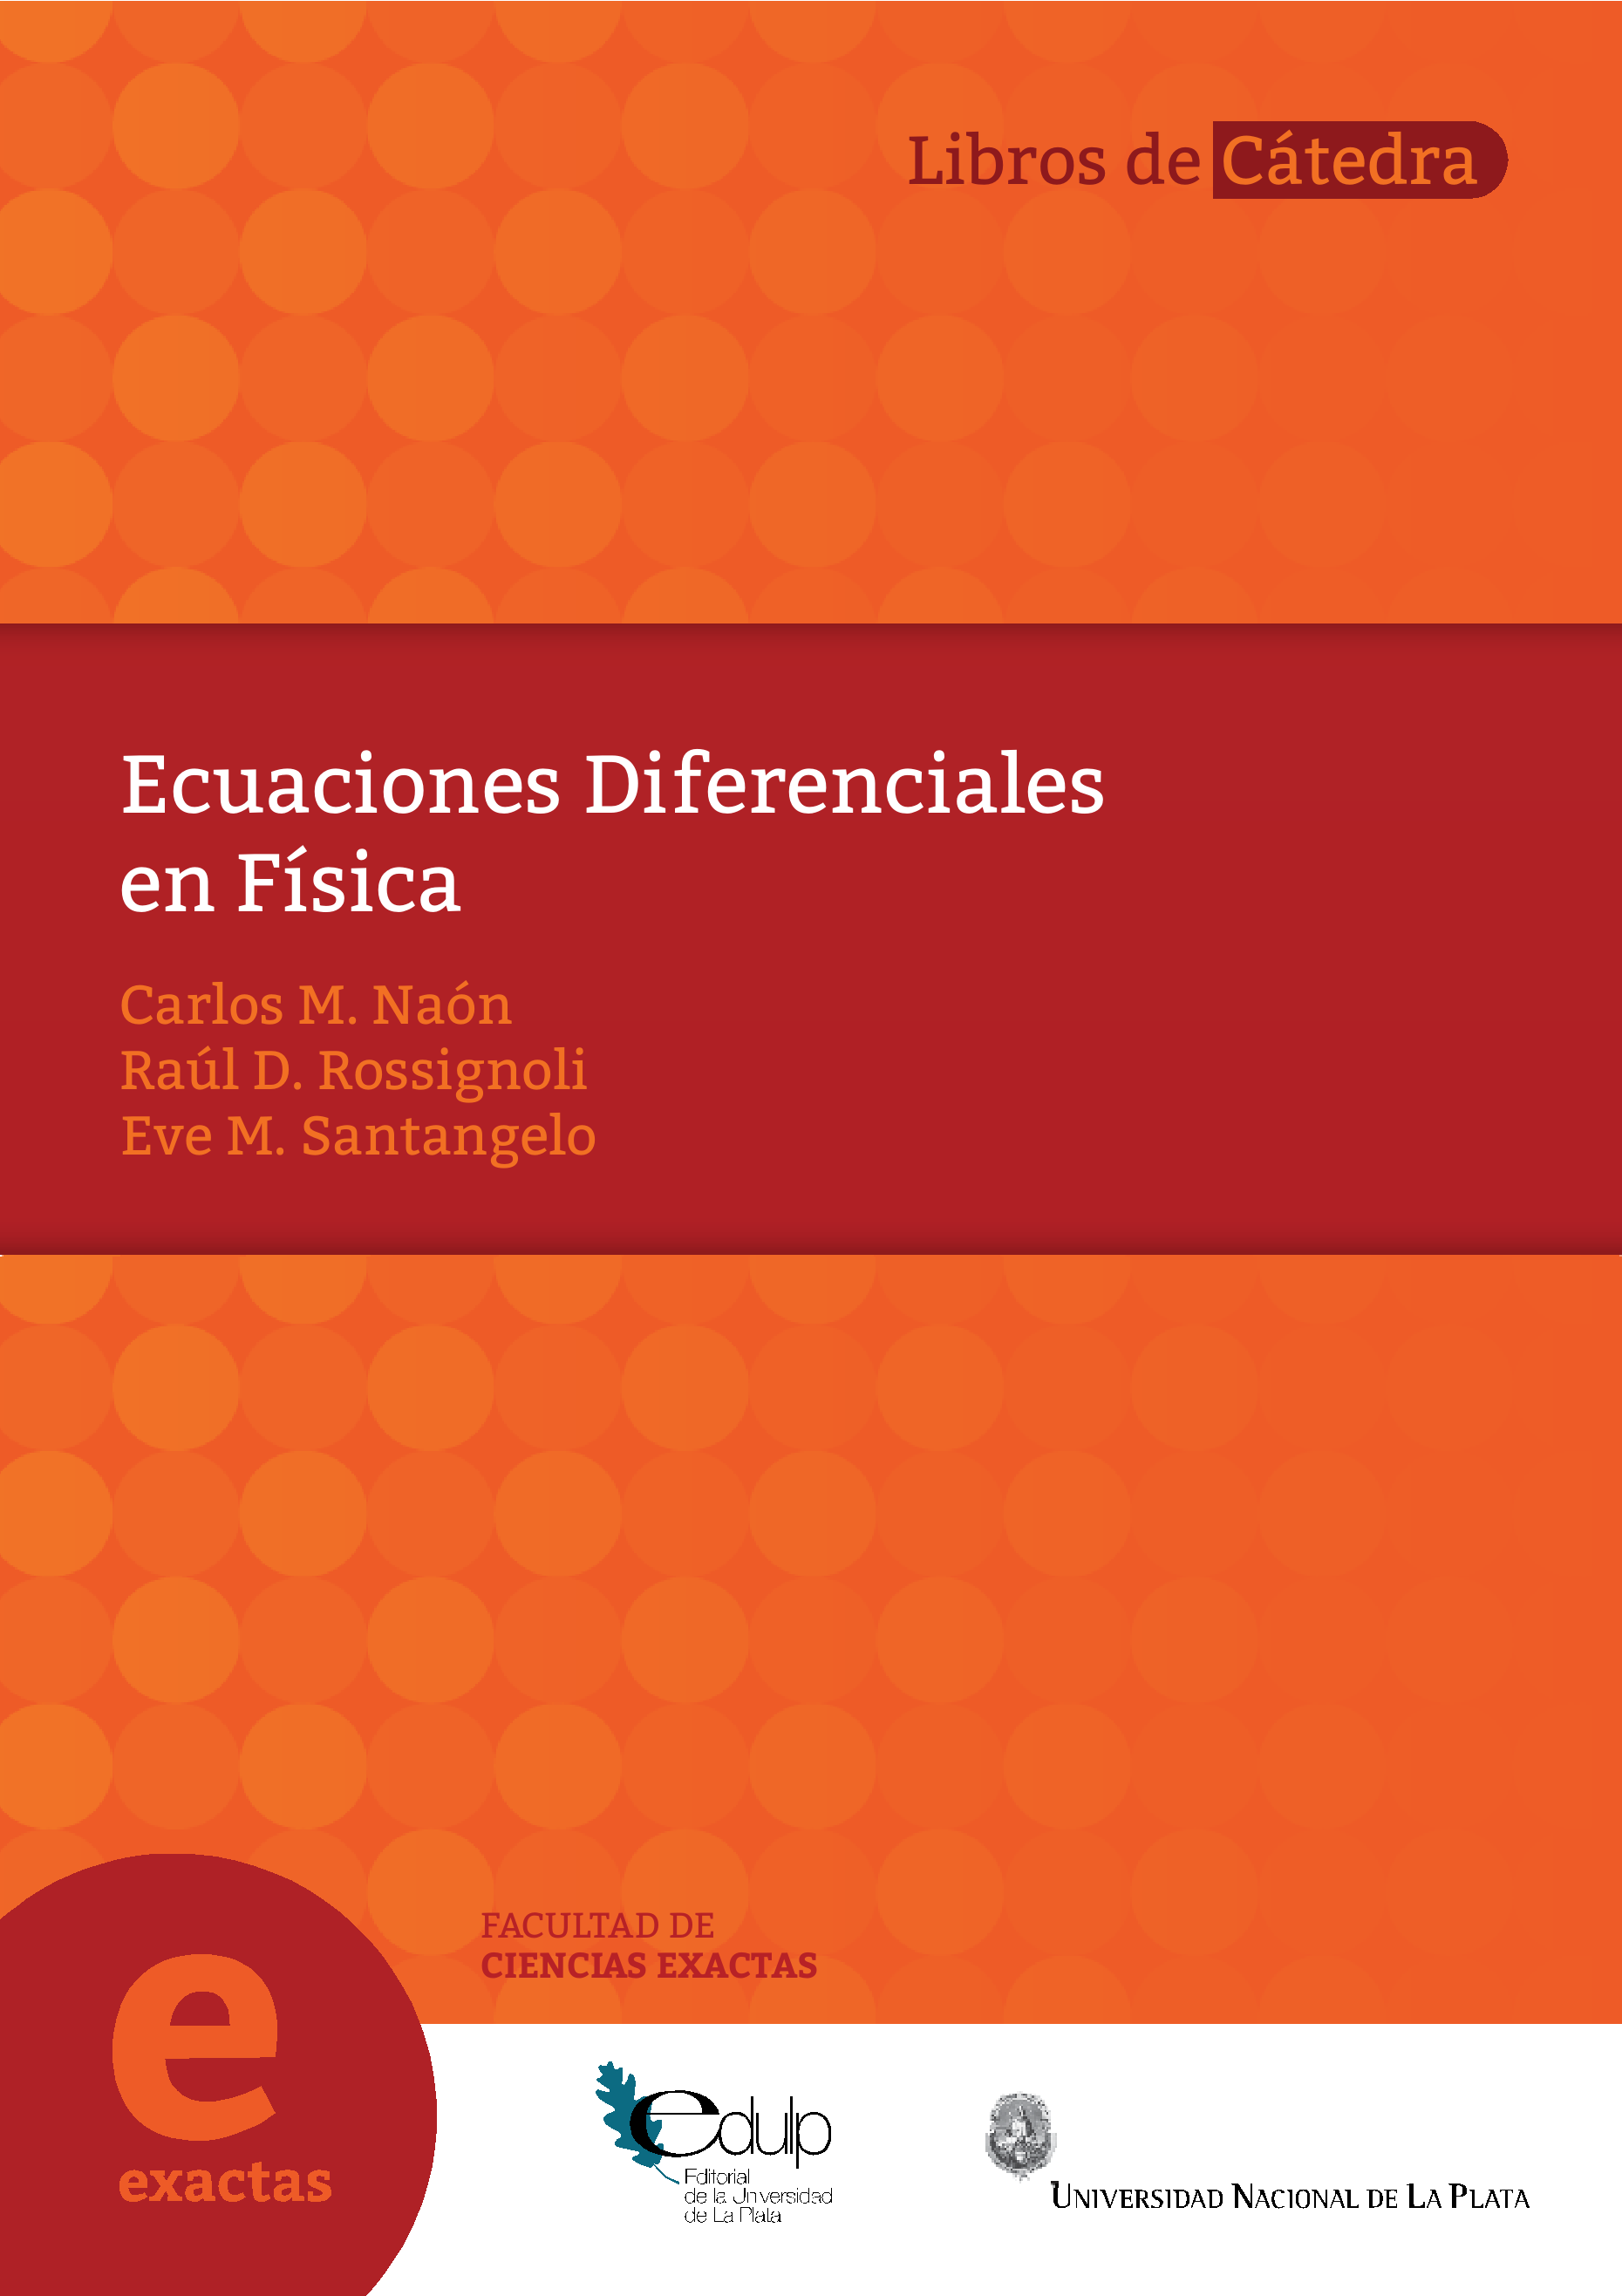 Libros de Cátedra
Ecuaciones Diferenciales
en Física
Carlos M. Naón
Raúl D. Rossignoli
Eve M. Santangelo
FACULTAD DE
CIENCIAS EXACTAS
e
exactas
edulp
Editorial
de la Universidad
de La Plata
UNIVERSIDAD NACIONAL DE LA PLATA